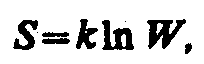 S=k ln W,